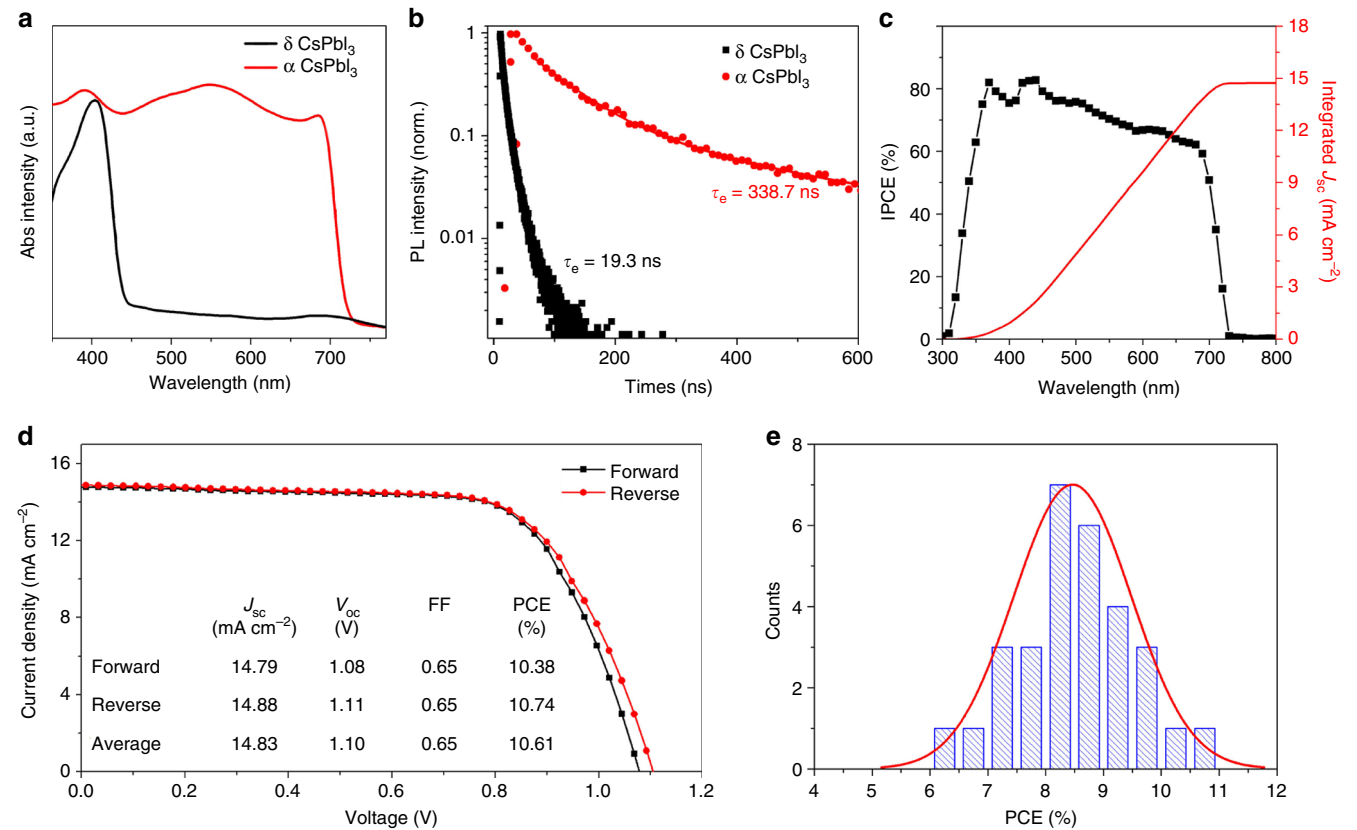 a
δ CsPbI₃
α CsPbI₃
Abs intensity (a.u.)
400 500 600 700
Wavelength (nm)
b
δ CsPbI₃
α CsPbI₃
1
0.1
0.01
PL intensity (norm.)
τₑ = 338.7 ns
τₑ = 19.3 ns
0 200 400 600
Times (ns)
c
80
60
40
20
0
IPCE (%)
18
15
12
9
6
3
0
Integrated Jsc (mA cm⁻²)
300 400 500 600 700 800
Wavelength (nm)
d
Forward
Reverse
16
12
8
4
0
Current density (mA cm⁻²)
Jsc Voc FF PCE
(mA cm⁻²) (V) (%)
Forward 14.79 1.08 0.65 10.38
Reverse 14.88 1.11 0.65 10.74
Average 14.83 1.10 0.65 10.61
0.0 0.2 0.4 0.6 0.8 1.0 1.2
Voltage (V)
e
8
6
4
2
0
Counts
4 5 6 7 8 9 10 11 12
PCE (%)